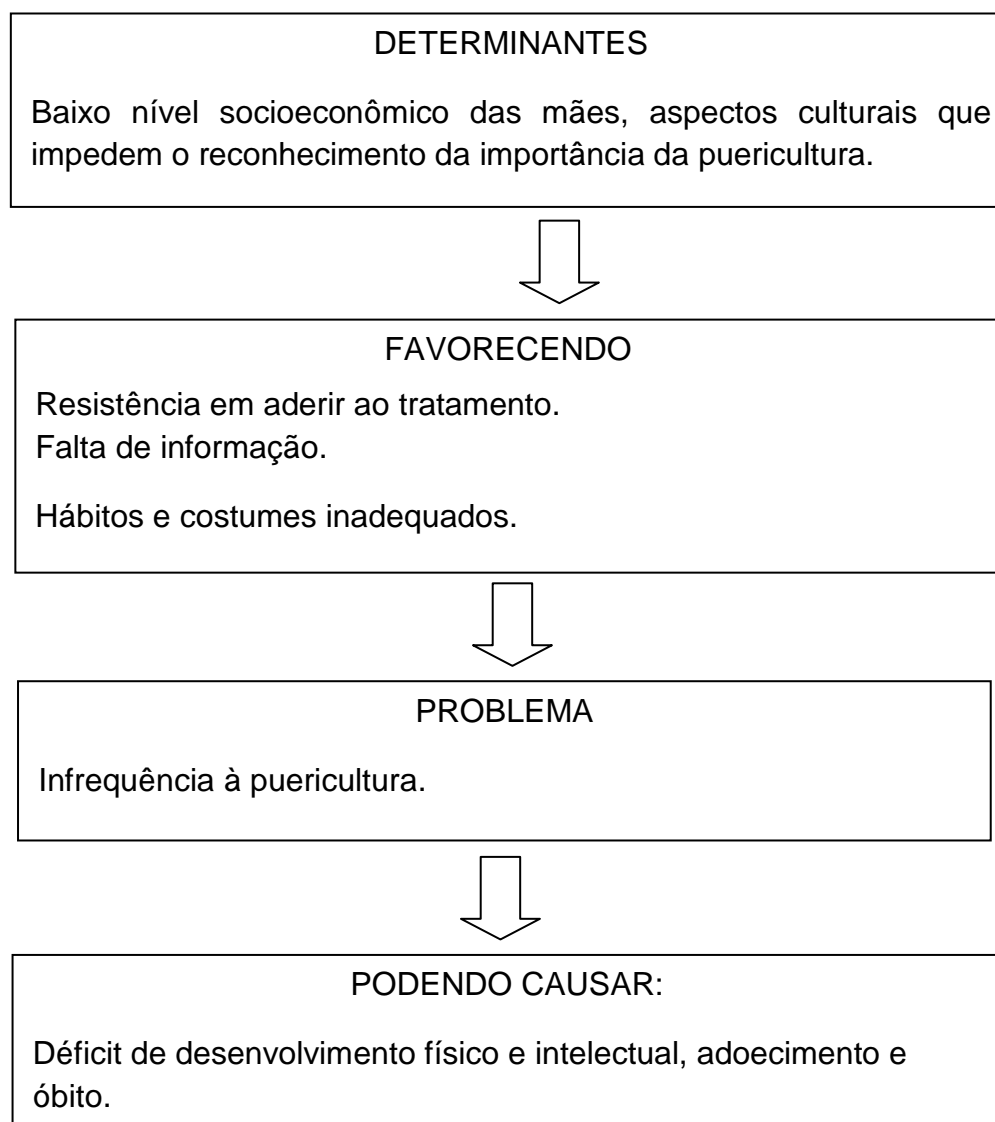 DETERMINANTES
Baixo nível socioeconômico das mães, aspectos culturais que
impedem o reconhecimento da importância da puericultura.
FAVORECENDO
Resistência em aderir ao tratamento.
Falta de informação.
Hábitos e costumes inadequados.
PROBLEMA
Infrequência à puericultura.
PODENDO CAUSAR:
Déficit de desenvolvimento físico e intelectual, adoecimento e
óbito.